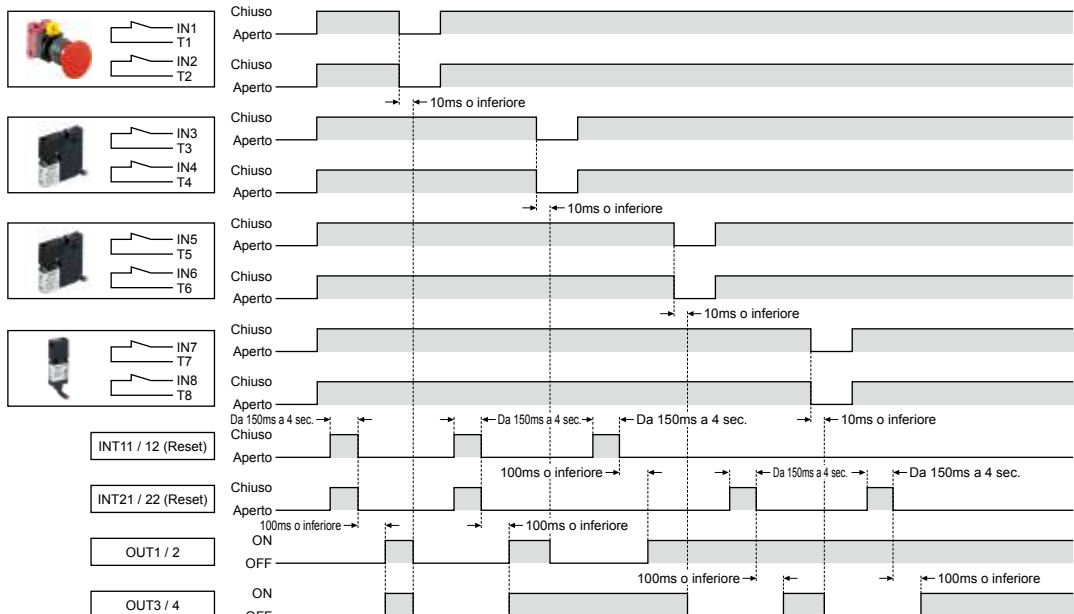 Chiuso
IN1
T1
Aperto
Chiuso
IN2
T2
Aperto
10ms o inferiore
Chiuso
IN3
T3
Aperto
Chiuso
IN4
T4
Aperto
10ms o inferiore
Chiuso
IN5
T5
Aperto
Chiuso
IN6
T6
Aperto
10ms o inferiore
Chiuso
IN7
T7
Aperto
Chiuso
IN8
T8
Aperto
Da 150ms a 4 sec. Da 150ms a 4 sec. Da 150ms a 4 sec. 10ms o inferiore
Chiuso
INT11 / 12 (Reset)
Aperto
100ms o inferiore Da 150ms a 4 sec. Da 150ms a 4 sec.
Chiuso
INT21 / 22 (Reset)
Aperto
100ms o inferiore 100ms o inferiore
ON
OUT1 / 2
OFF
100ms o inferiore 100ms o inferiore
ON
OUT3 / 4
OFF